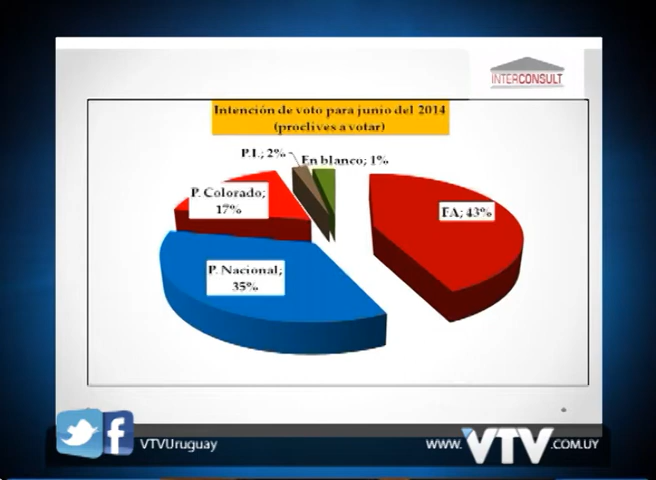 INTERCONSULT
Intención de voto para junio del 2014
(proclives a votar)
P.I.; 2%
En blanco; 1%
P. Colorado;
17%
FA; 43%
P. Nacional;
35%
VTVUruguay
WWW.VTV.COM.UY